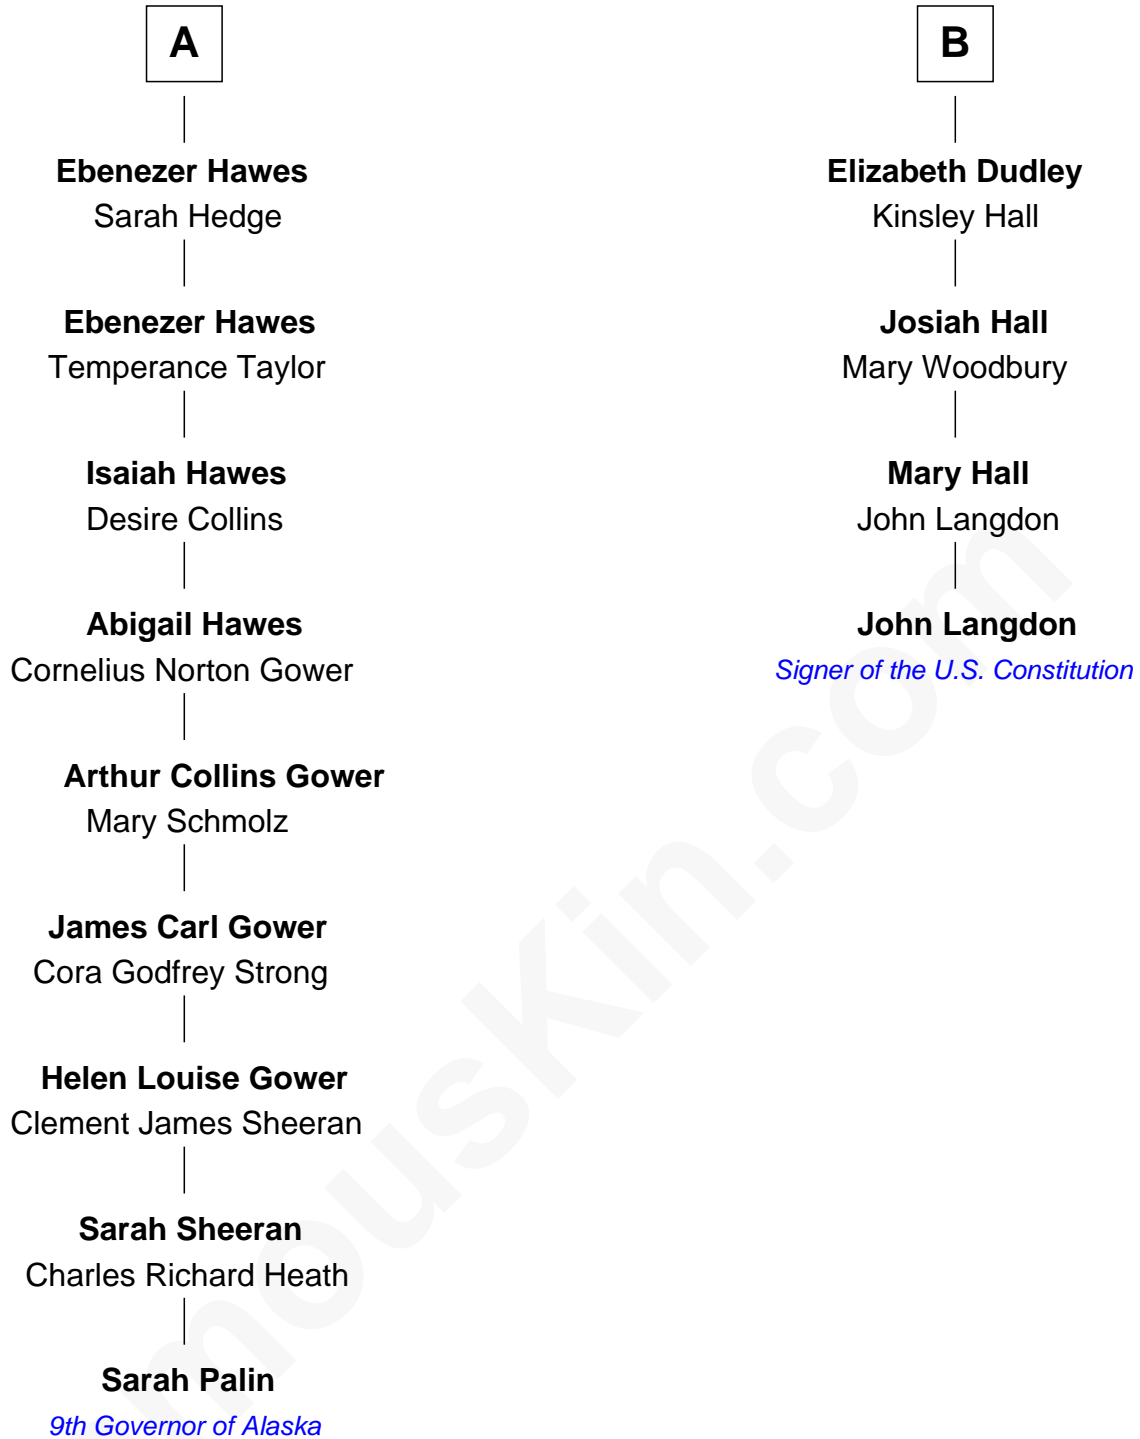 A
Ebenezer Hawes
Sarah Hedge
Ebenezer Hawes
Temperance Taylor
Isaiah Hawes
Desire Collins
Abigail Hawes
Cornelius Norton Gower
Arthur Collins Gower
Mary Schmolz
James Carl Gower
Cora Godfrey Strong
Helen Louise Gower
Clement James Sheeran
Sarah Sheeran
Charles Richard Heath
Sarah Palin
9th Governor of Alaska
B
Elizabeth Dudley
Kinsley Hall
Josiah Hall
Mary Woodbury
Mary Hall
John Langdon
John Langdon
Signer of the U.S. Constitution
mousKin.com